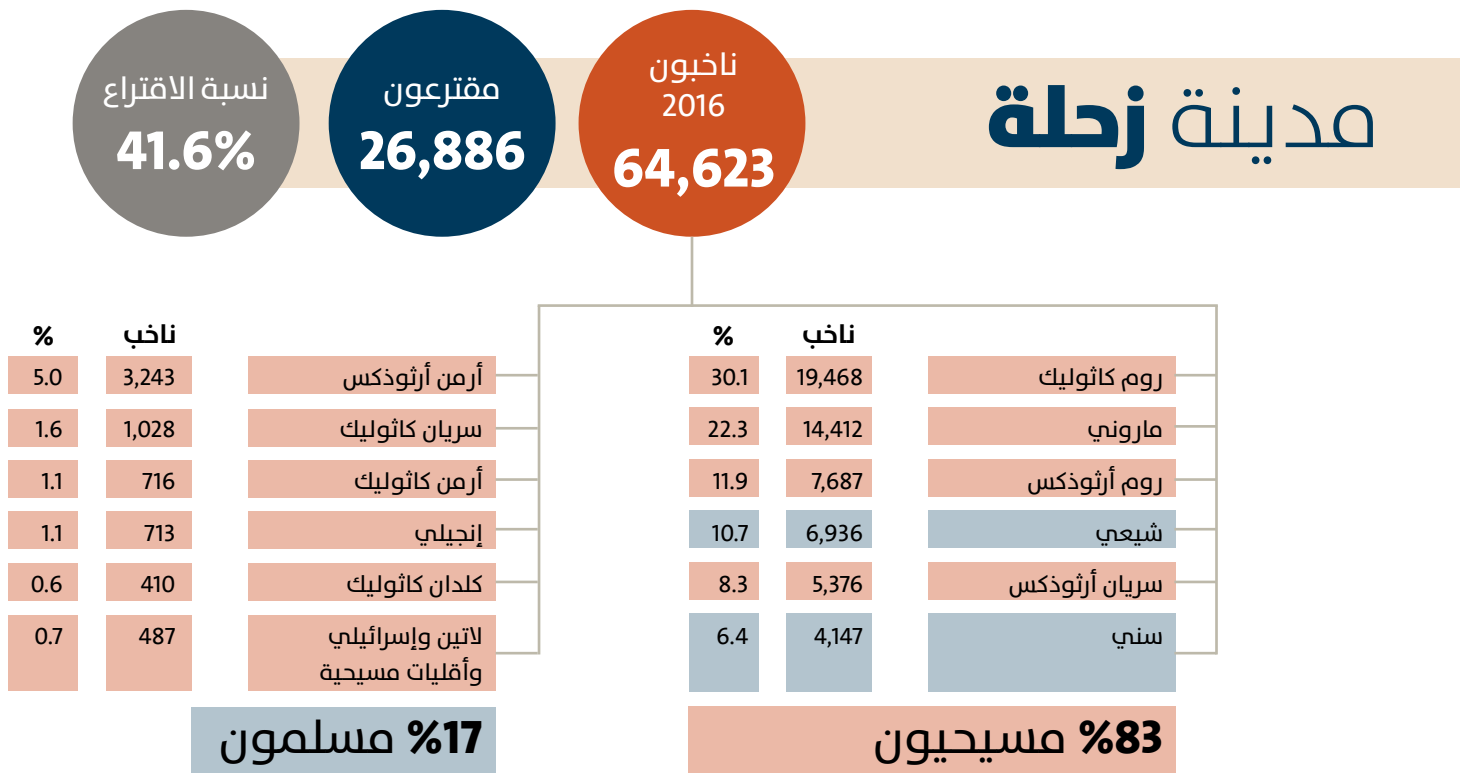 مدينة زحلة
ناخبون
2016
64,623
مقترعون
26,886
نسبة الاقتراع
41.6%
ناخب %
روم كاثوليك 19,468 30.1
ماروني 14,412 22.3
روم أرثوذكس 7,687 11.9
شيعي 6,936 10.7
سريان أرثوذكس 5,376 8.3
سني 4,147 6.4
ناخب %
أرمن أرثوذكس 3,243 5.0
سريان كاثوليك 1,028 1.6
أرمن كاثوليك 716 1.1
إنجيلي 713 1.1
كلدان كاثوليك 410 0.6
لاتين وإسرائيلي 487 0.7
وأقليات مسيحية
%83 مسيحيون
%17 مسلمون